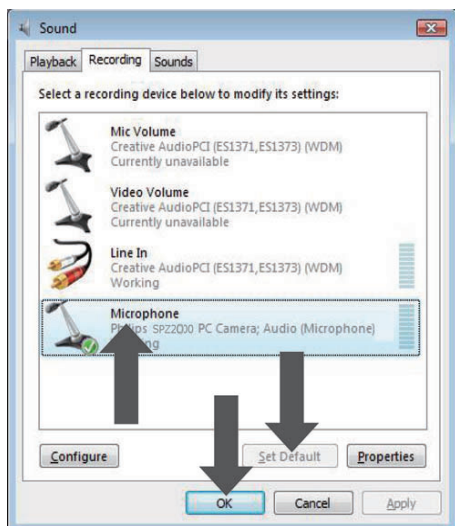 Sound
Playback Recording Sounds
Select a recording device below to modify its settings:
Mic Volume
Creative AudioPCI (ES1371,ES1373) (WDM)
Currently unavailable
Video Volume
Creative AudioPCI (ES1371,ES1373) (WDM)
Currently unavailable
Line In
Creative AudioPCI (ES1371,ES1373) (WDM)
Working
Microphone
Philips SPZ2000 PC Camera; Audio (Microphone)
Configure Set Default Properties
OK Cancel Apply